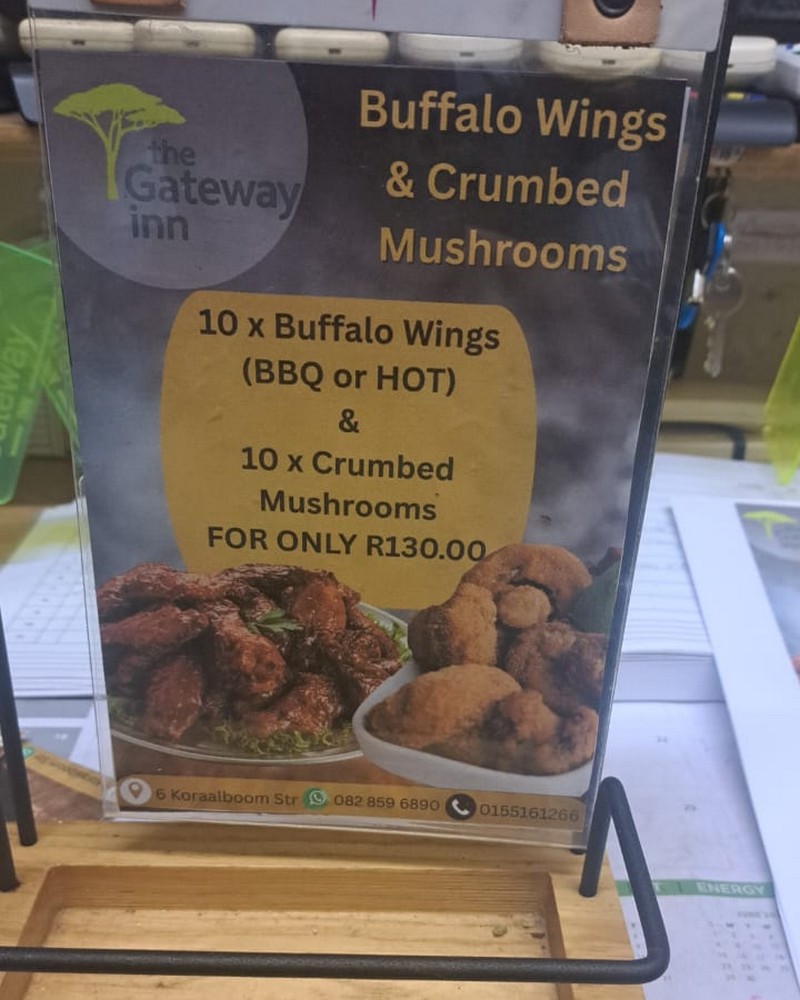 the
Gateway
inn
Buffalo Wings
& Crumbed
Mushrooms
10 x Buffalo Wings
(BBQ or HOT)
&
10 x Crumbed
Mushrooms
FOR ONLY R130.00
6 Koraalboom Str 082 859 6890 0155161266
ENERGY